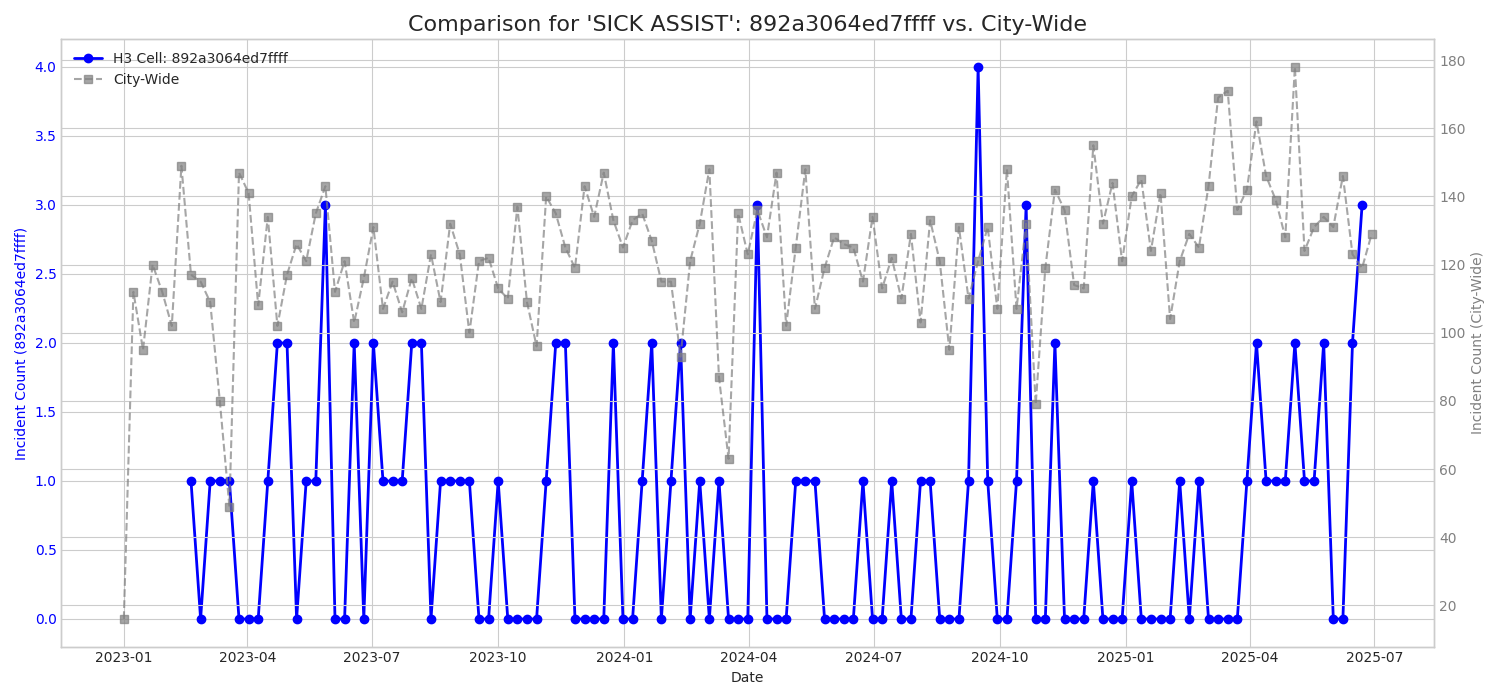 Comparison for 'SICK ASSIST': 892a3064ed7ffff vs. City-Wide
H3 Cell: 892a3064ed7ffff
City-Wide
Incident Count (892a3064ed7ffff)
4.0
3.5
3.0
2.5
2.0
1.5
1.0
0.5
0.0
180
160
140
120
100
80
60
40
20
Incident Count (City-Wide)
2023-01 2023-04 2023-07 2023-10 2024-01 2024-04 2024-07 2024-10 2025-01 2025-04 2025-07
Date